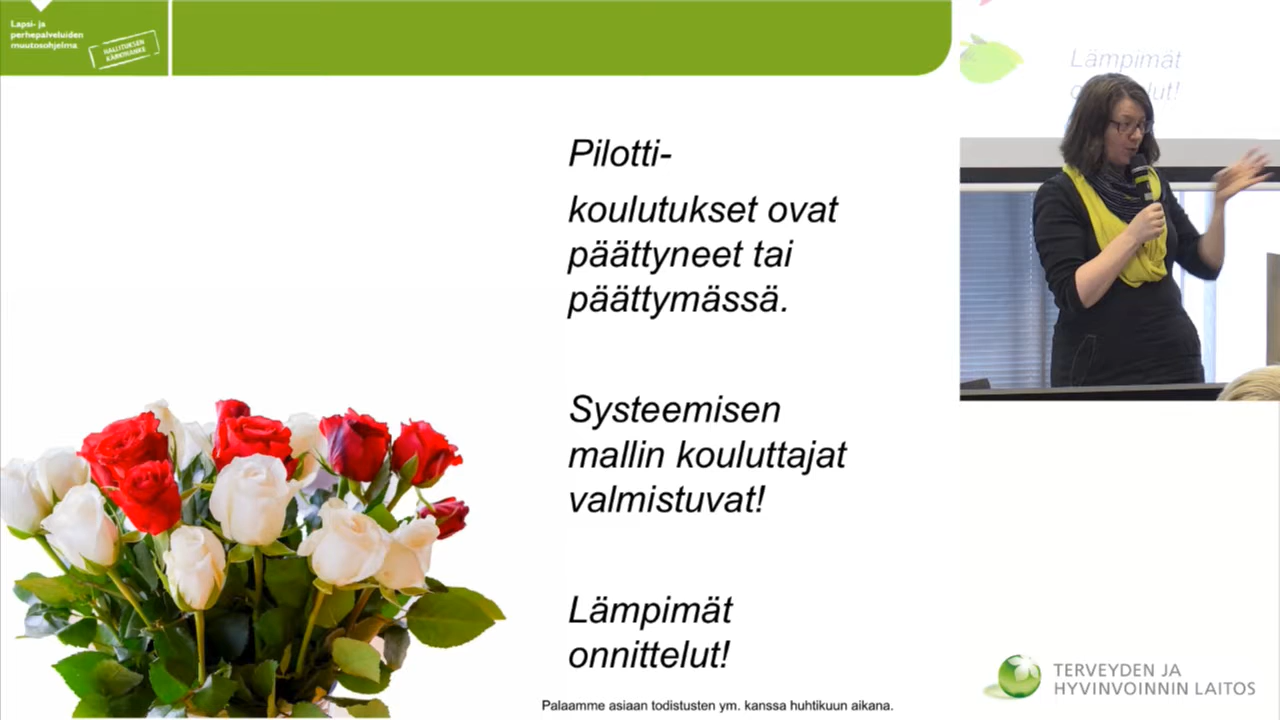 Lapsi- ja
perhepalveluiden
muutosohjelma
HALLITUKSEN
KÄRKIHANKE
Pilotti-
koulutukset ovat
päättyneet tai
päättymässä.
Systeemisen
mallin kouluttajat
valmistuvat!
Lämpimät
onnittelut!
Palaamme asiaan todistusten ym. kanssa huhtikuun aikana.
Lämpimät
TERVEYDEN JA
HYVINVOINNIN LAITOS